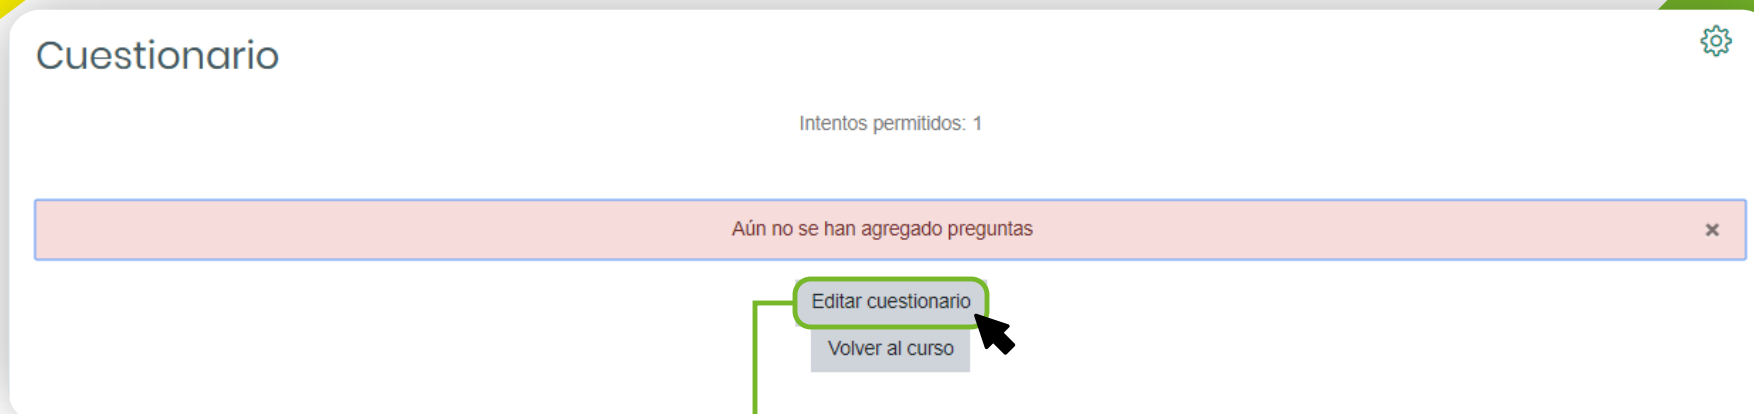 Cuestionario
Intentos permitidos: 1
Aún no se han agregado preguntas ×
Editar cuestionario
Volver al curso